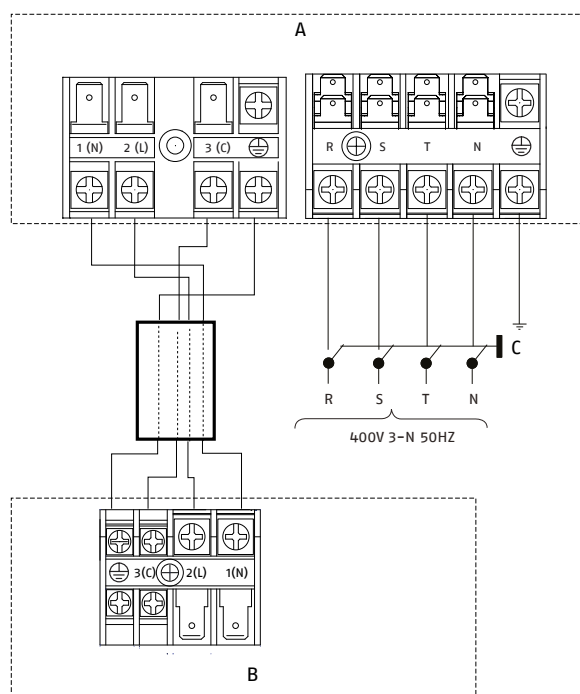 A
1 (N) 2 (L) 3 (C)
R S T N
C
R S T N
400V 3-N 50HZ
3(C) 2(L) 1(N)
B